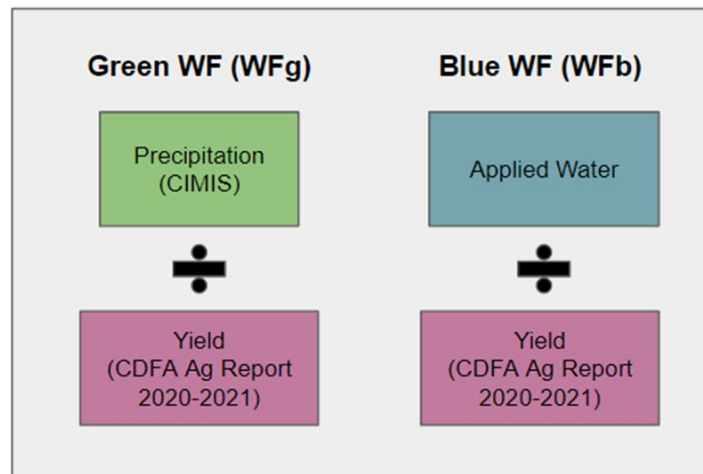 Green WF (WFg)
Blue WF (WFb)
Precipitation
(CIMIS)
Applied Water
Yield
(CDFA Ag Report
2020-2021)
Yield
(CDFA Ag Report
2020-2021)